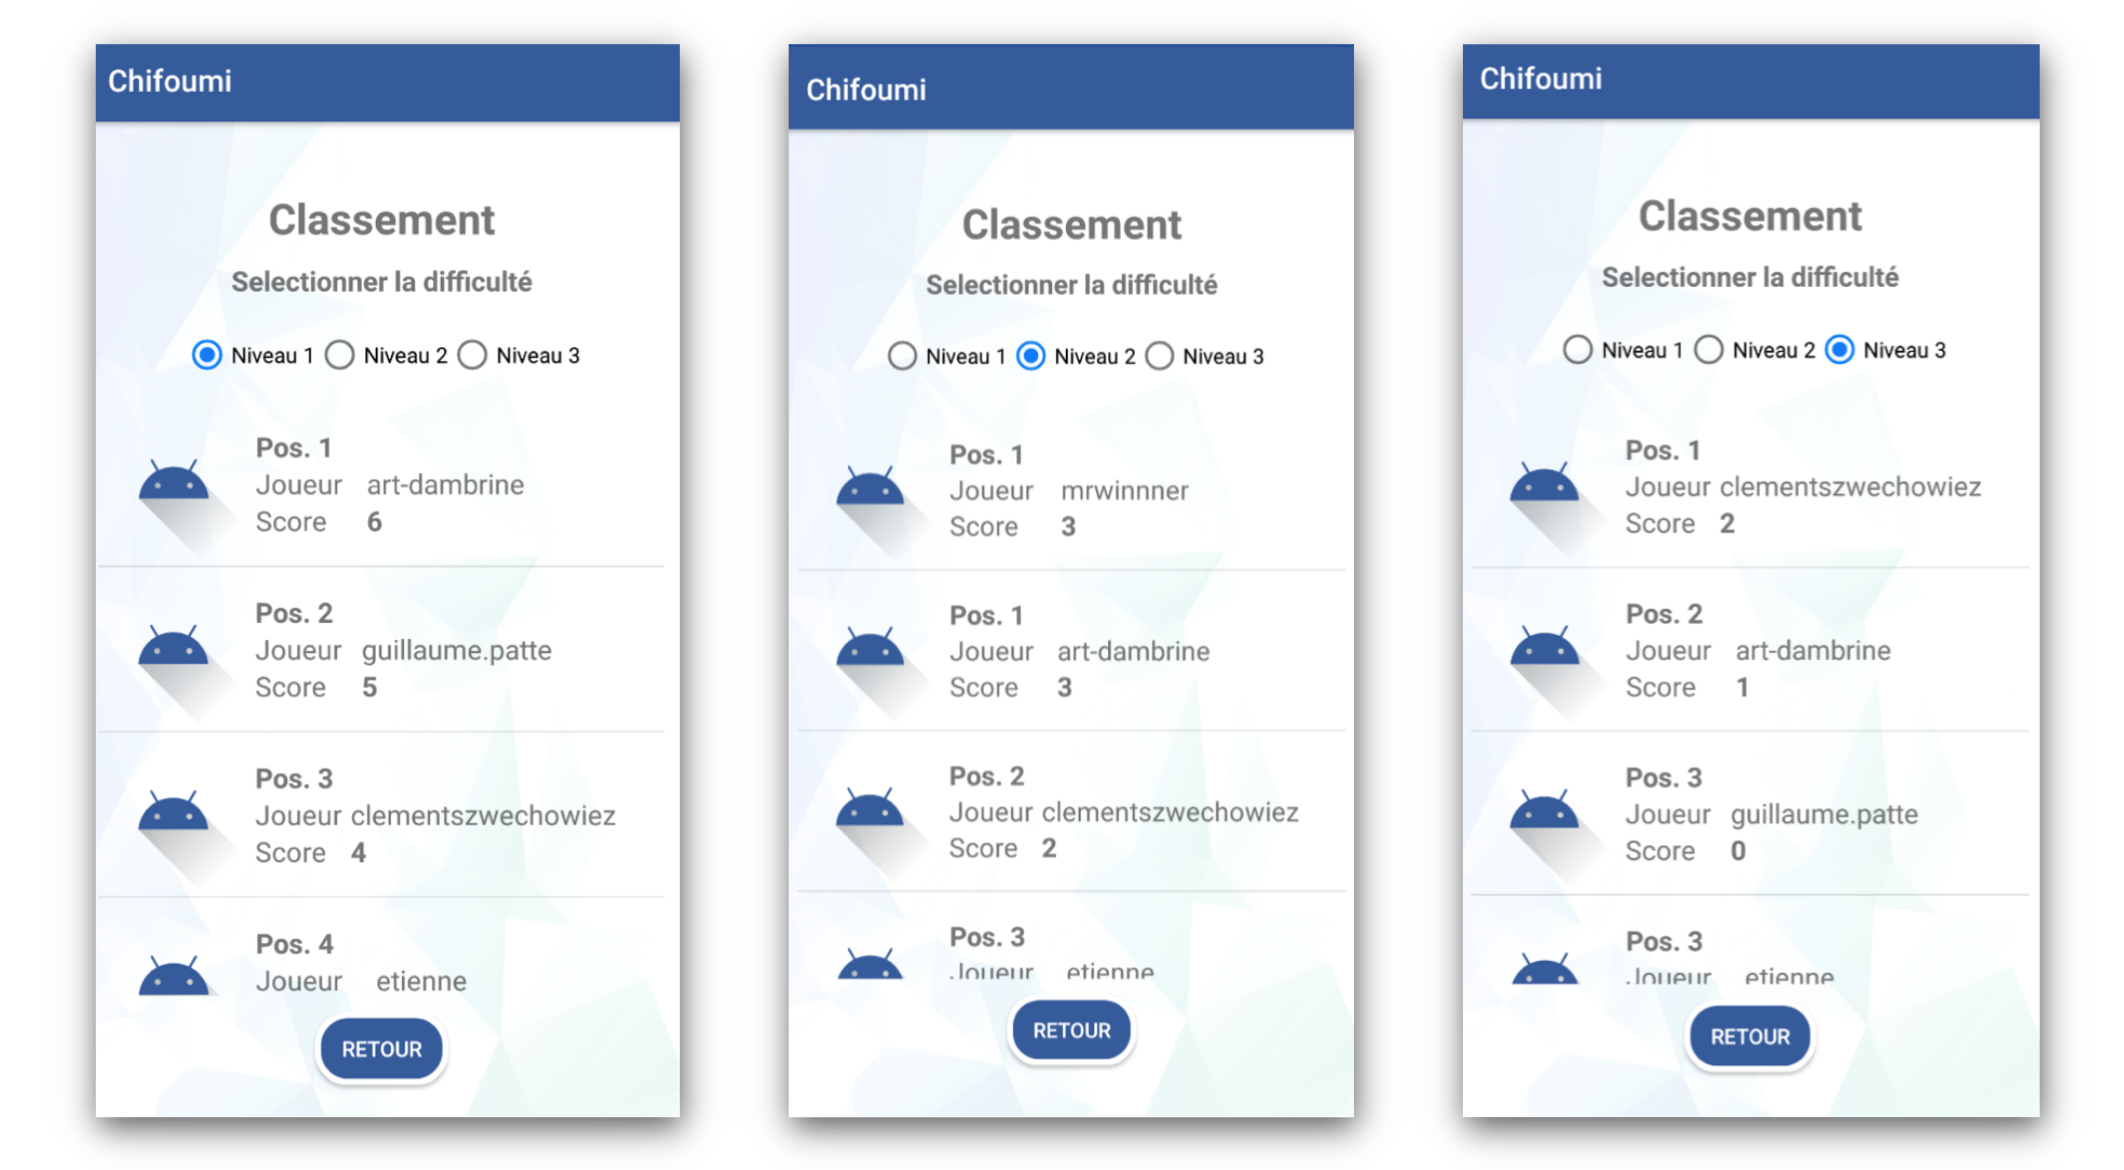 Chifoumi
Classement
Selectionner la difficulté
Niveau 1 Niveau 2 Niveau 3
Pos. 1
Joueur art-dambrine
Score 6
Pos. 2
Joueur guillaume.patte
Score 5
Pos. 3
Joueur clementszwechowiez
Score 4
Pos. 4
Joueur etienne
RETOUR
Chifoumi
Classement
Selectionner la difficulté
Niveau 1 Niveau 2 Niveau 3
Pos. 1
Joueur mrwinnner
Score 3
Pos. 1
Joueur art-dambrine
Score 3
Pos. 2
Joueur clementszwechowiez
Score 2
Pos. 3
Joueur etienne
RETOUR
Chifoumi
Classement
Selectionner la difficulté
Niveau 1 Niveau 2 Niveau 3
Pos. 1
Joueur clementszwechowiez
Score 2
Pos. 2
Joueur art-dambrine
Score 1
Pos. 3
Joueur guillaume.patte
Score 0
Pos. 3
Joueur etienne
RETOUR